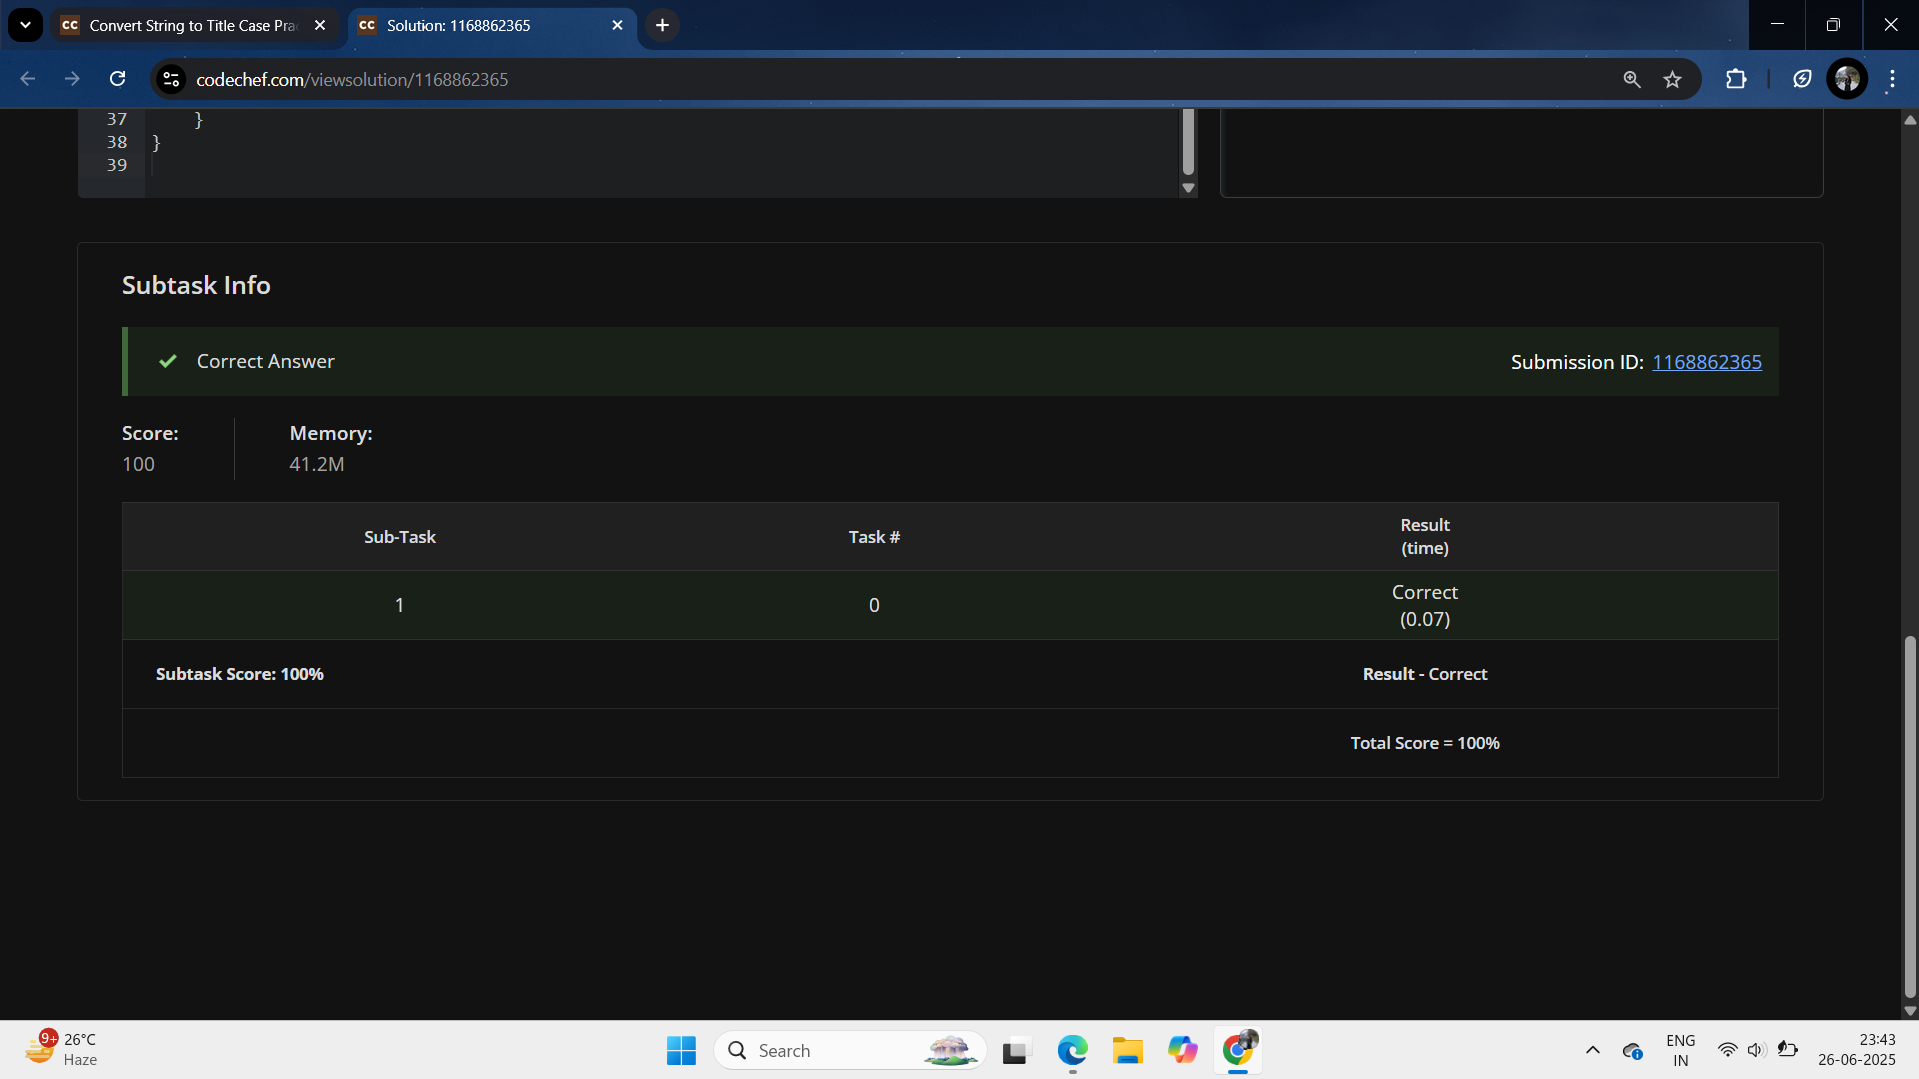 Convert String to Title Case Pra
Solution: 1168862365
codechef.com/viewsolution/1168862365
37 }
38 }
39
Subtask Info
Correct Answer
Submission ID: 1168862365
Score:
100
Memory:
41.2M
Sub-Task Task # Result
(time)
1 0 Correct
(0.07)
Subtask Score: 100% Result - Correct
Total Score = 100%
9+ 26°C
Haze
Search
ENG
IN
23:43
26-06-2025